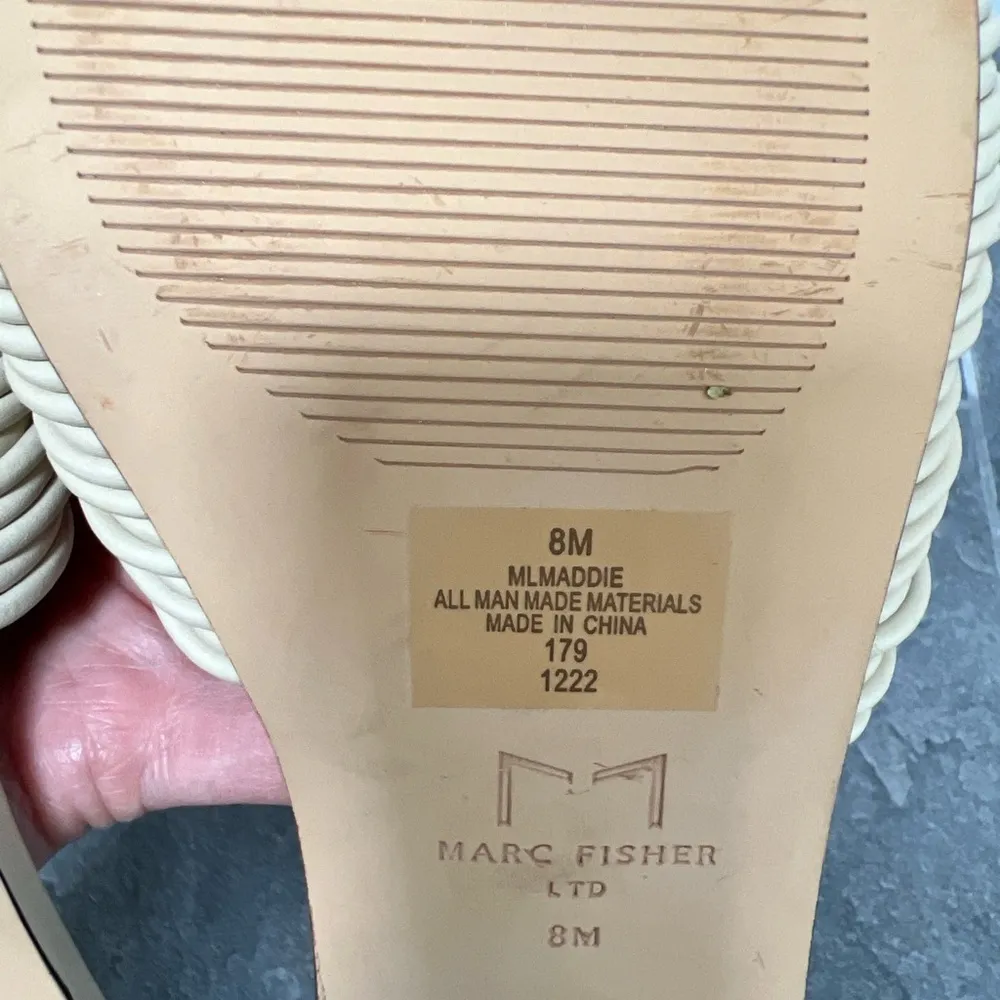 8M
MLMADDIE
ALL MAN MADE MATERIALS
MADE IN CHINA
179
1222
MARC FISHER
LTD
8M